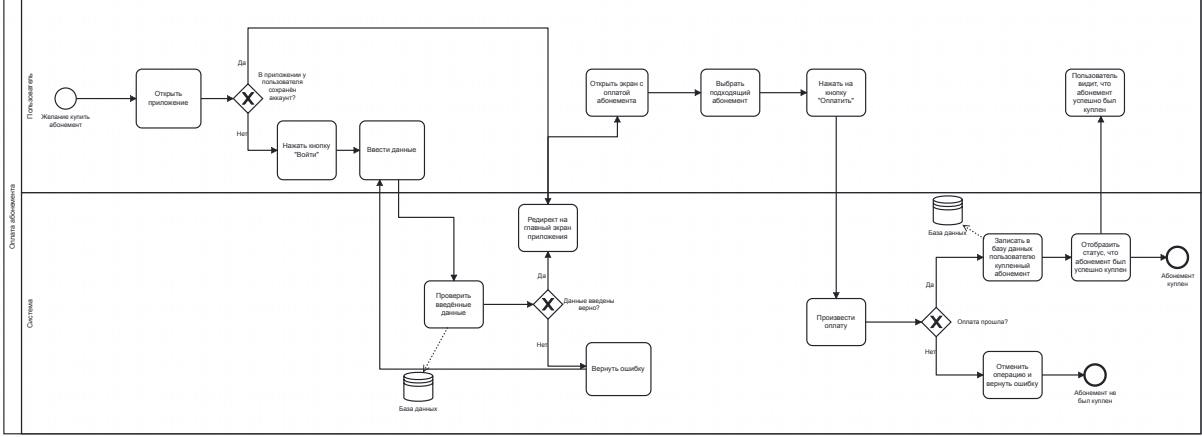 Оплата абонемента
Пользователь
Желание купить
абонемент
Открыть
приложение
Да
В приложении у
пользователя
сохранён
аккаунт?
Нет
Нажать кнопку
"Войти"
Ввести данные
Открыть экран с
оплатой
абонемента
Выбрать
подходящий
абонемент
Нажать на
кнопку
"Оплатить"
Пользователь
видит, что
абонемент
успешно был
куплен
Система
Проверить
введённые
данные
База данных
Редирект на
главный экран
приложения
Да
Данные введены
верно?
Нет
Вернуть ошибку
Произвести
оплату
Да
Оплата прошла?
Нет
База данных
Записать в
базу данных
пользователю
купленный
абонемент
Отобразить
статус, что
абонемент был
успешно куплен
Абонемент
куплен
Отменить
операцию и
вернуть ошибку
Абонемент не
был куплен